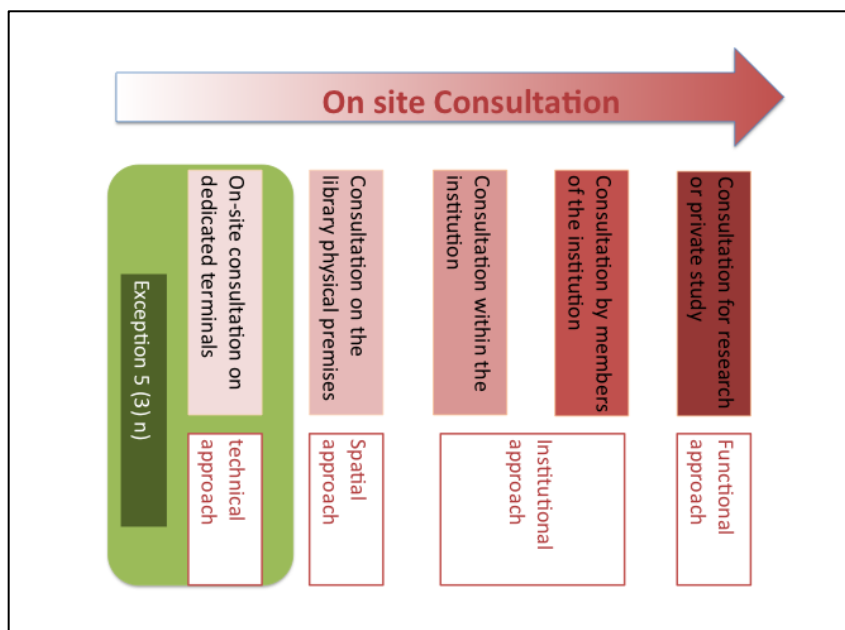 On site Consultation
On-site consultation on
dedicated terminals
Exception 5 (3) n)
technical
approach
Consultation on the
library physical premises
Spatial
approach
Consultation within the
institution
Consultation by members
of the institution
Institutional
approach
Consultation for research
or private study
Functional
approach